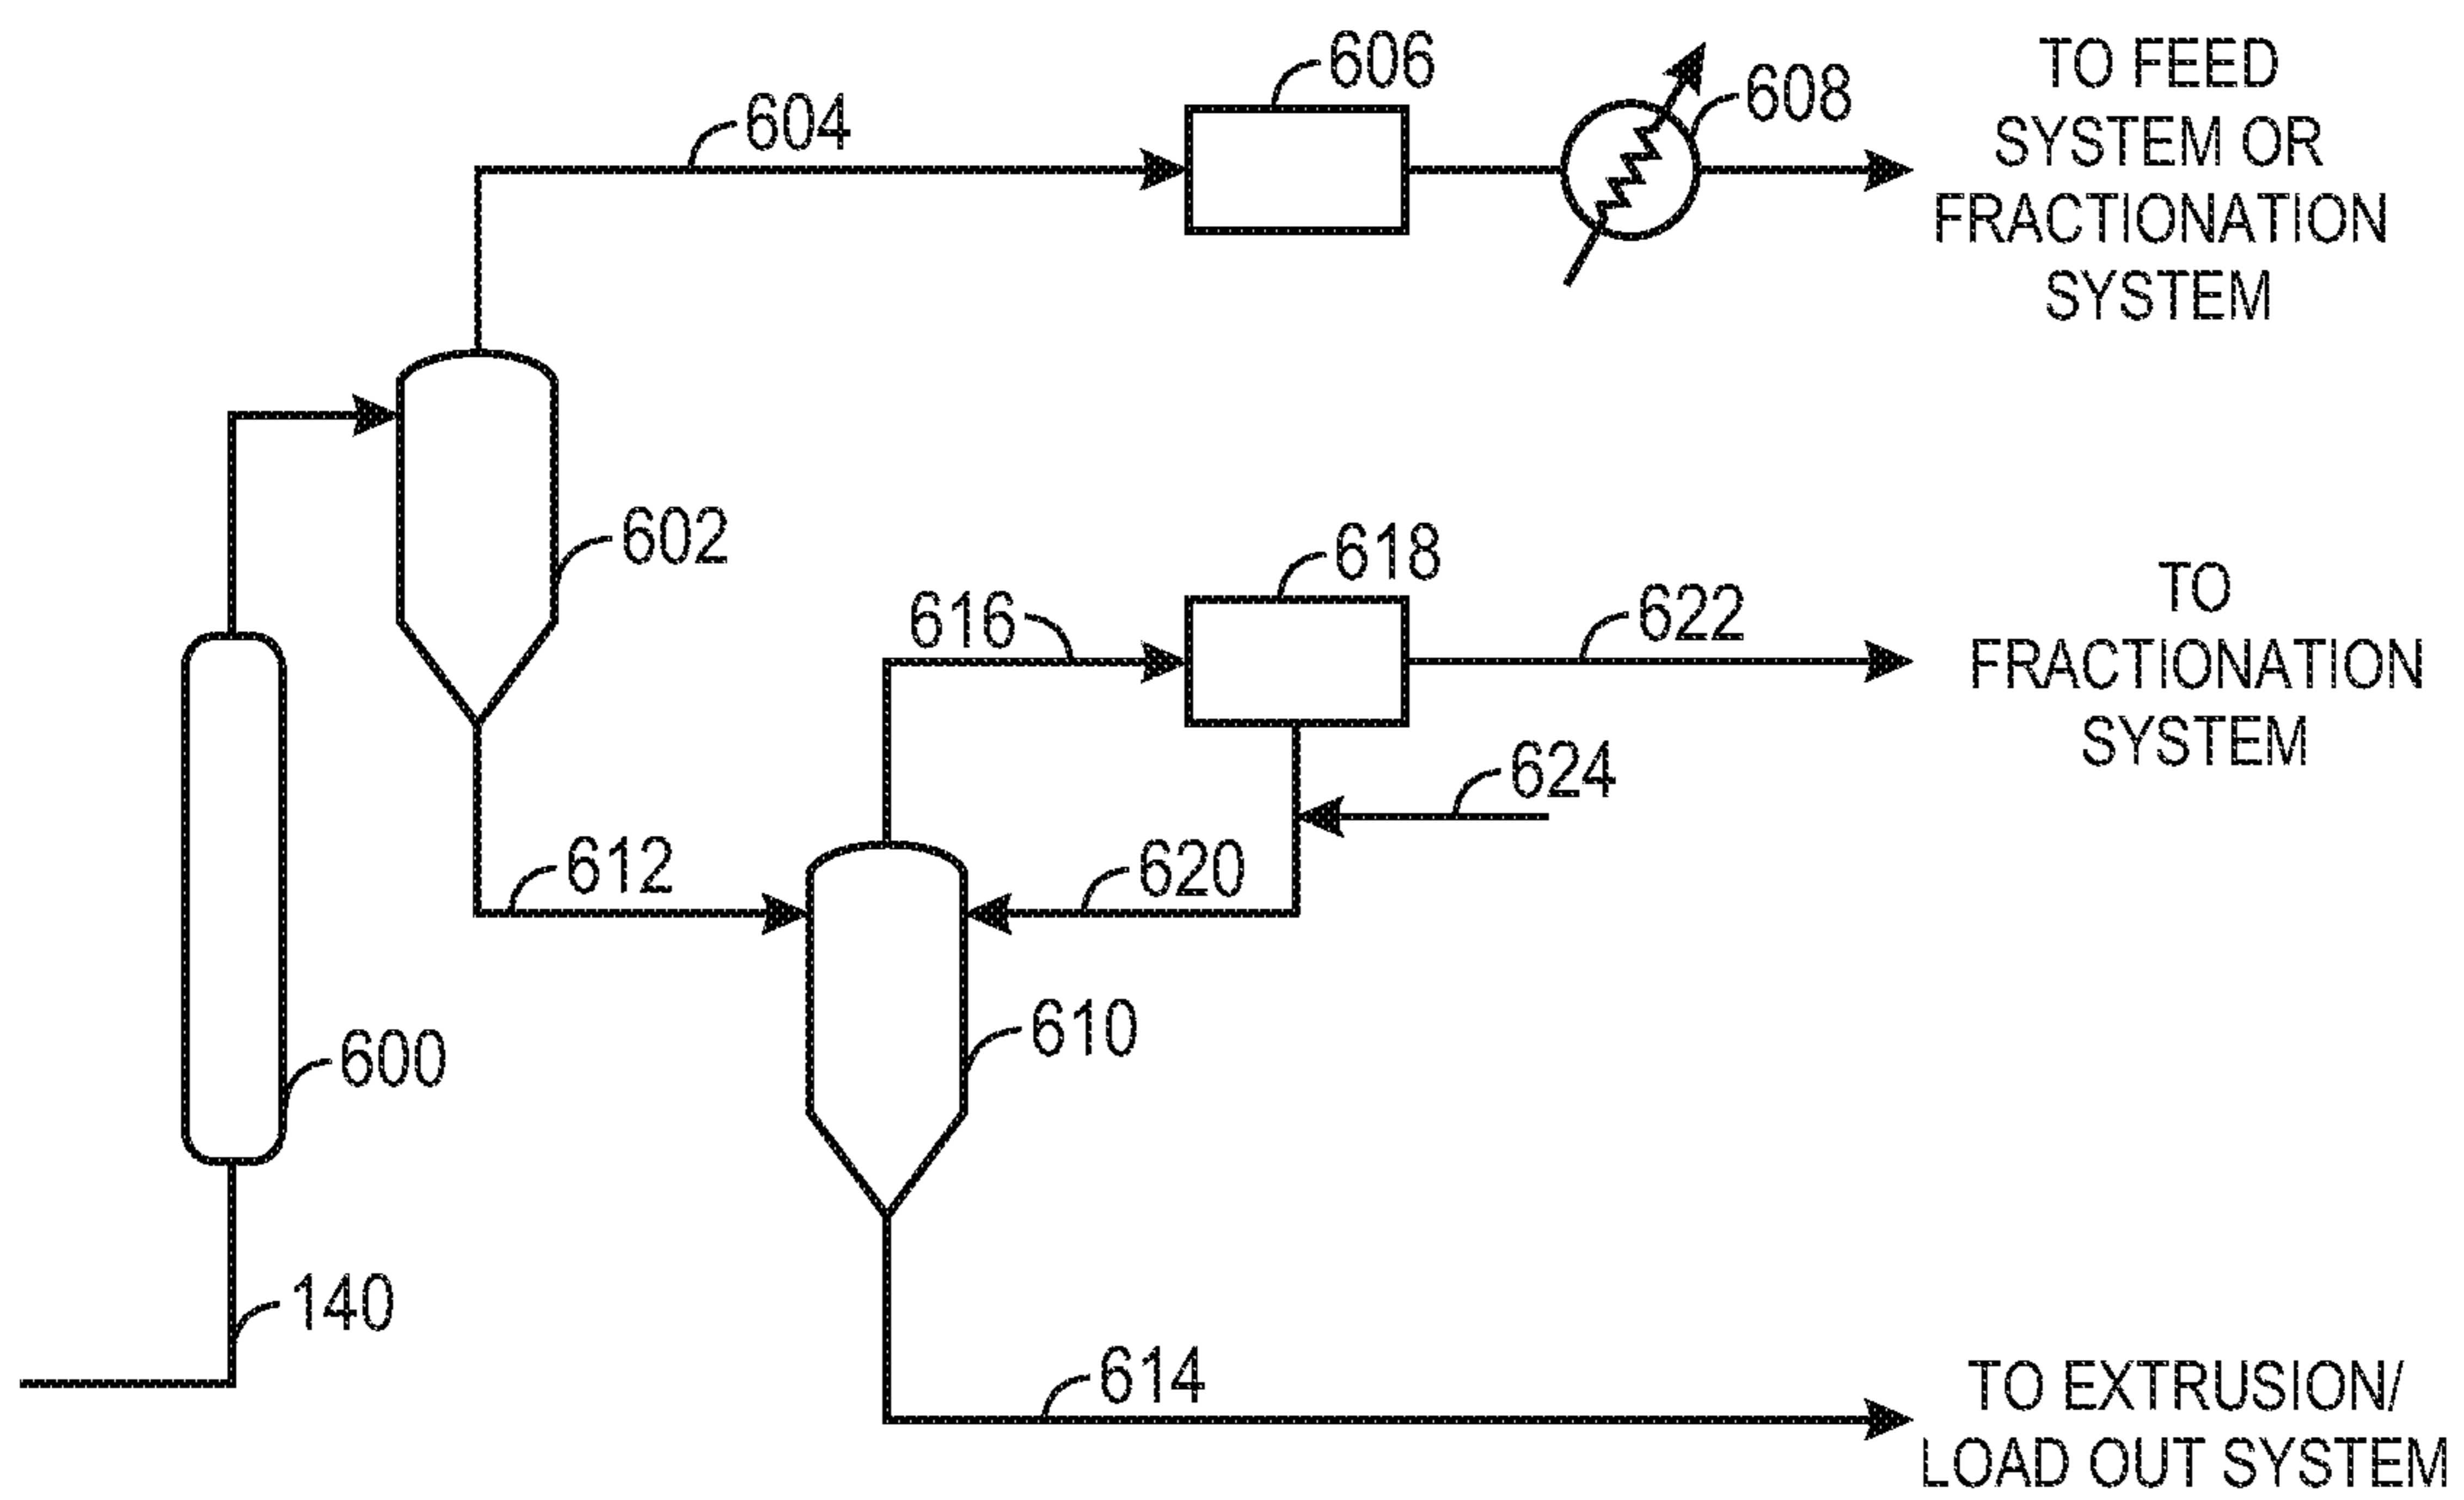 606
608
TO FEED
SYSTEM OR
FRACTIONATION
SYSTEM
604
602
618
616
622
TO
FRACTIONATION
SYSTEM
624
612
620
610
600
140
614
TO EXTRUSION/
LOAD OUT SYSTEM